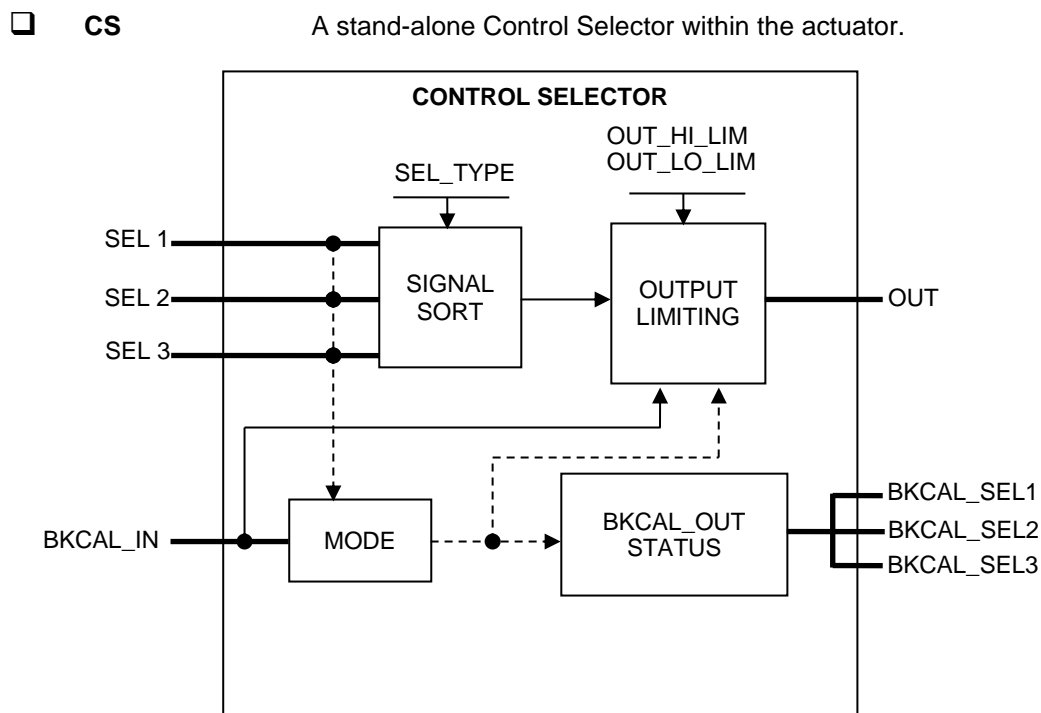 CS A stand-alone Control Selector within the actuator.
CONTROL SELECTOR
OUT_HI_LIM
OUT_LO_LIM
SEL_TYPE
SEL 1
SEL 2
SEL 3
SIGNAL
SORT
OUTPUT
LIMITING
OUT
BKCAL_IN
MODE
BKCAL_OUT
STATUS
BKCAL_SEL1
BKCAL_SEL2
BKCAL_SEL3